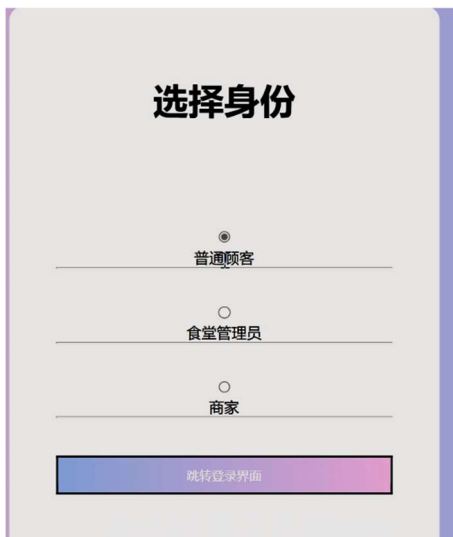 选择身份
普通顾客
食堂管理员
商家
跳转登录界面